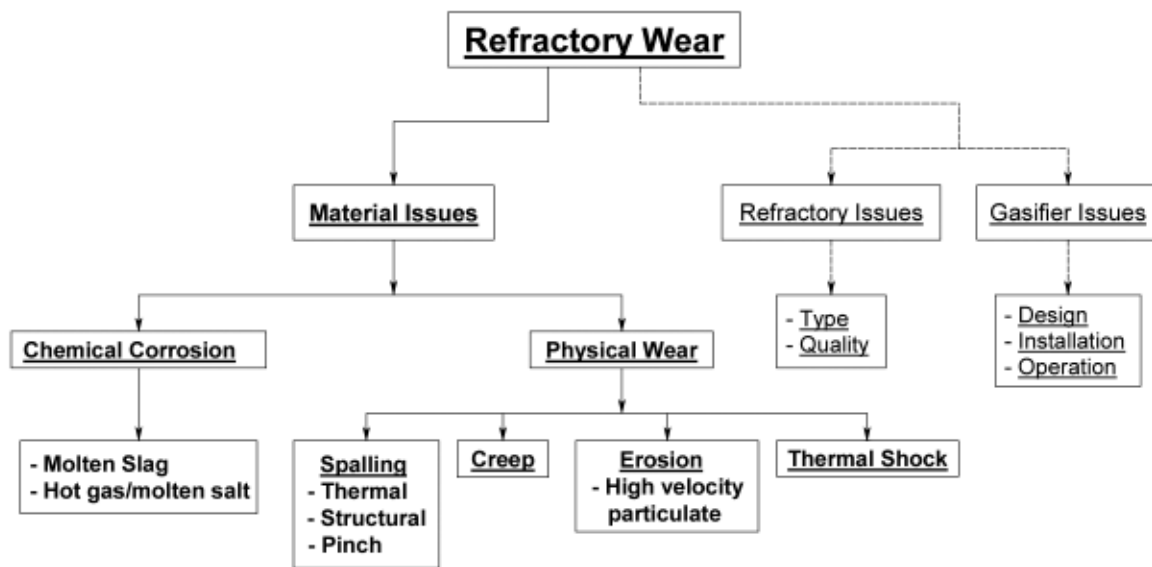 Refractory Wear
Material Issues
Refractory Issues
Gasifier Issues
Chemical Corrosion
Physical Wear
- Type
- Quality
- Design
- Installation
- Operation
- Molten Slag
- Hot gas/molten salt
Spalling
- Thermal
- Structural
- Pinch
Creep
Erosion
- High velocity
particulate
Thermal Shock